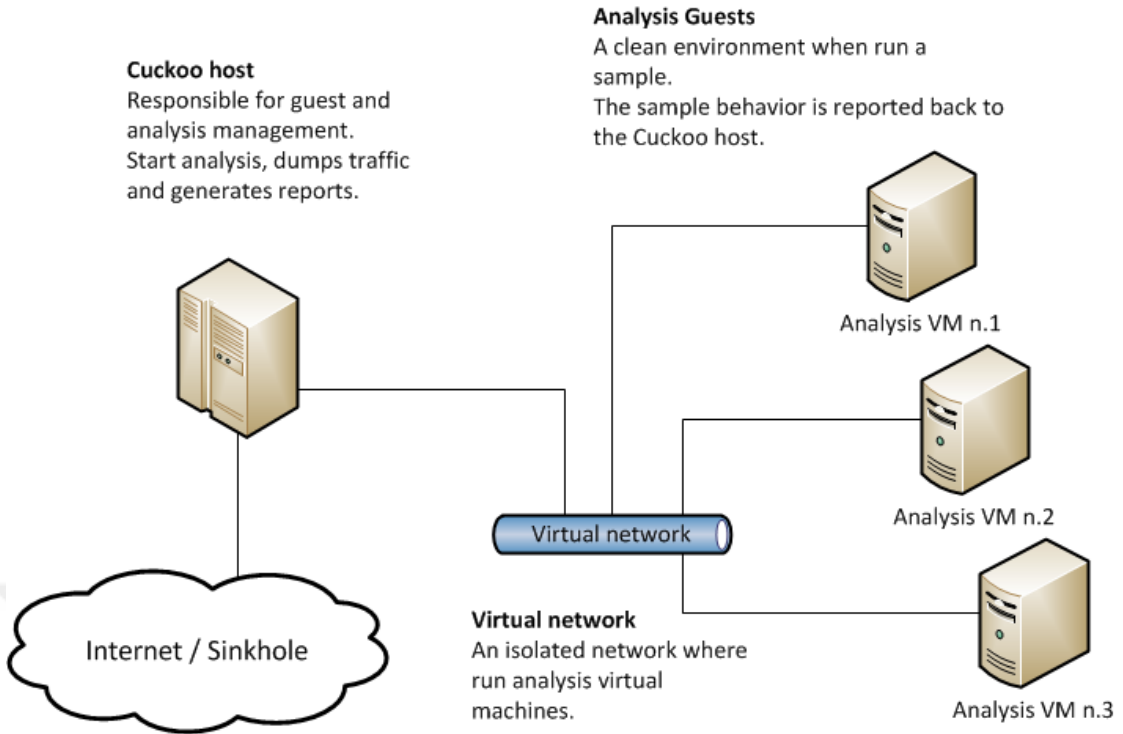 Analysis Guests
A clean environment when run a
sample.
The sample behavior is reported back to
the Cuckoo host.
Cuckoo host
Responsible for guest and
analysis management.
Start analysis, dumps traffic
and generates reports.
Analysis VM n.1
Analysis VM n.2
Virtual network
Virtual network
An isolated network where
run analysis virtual
machines.
Internet / Sinkhole
Analysis VM n.3